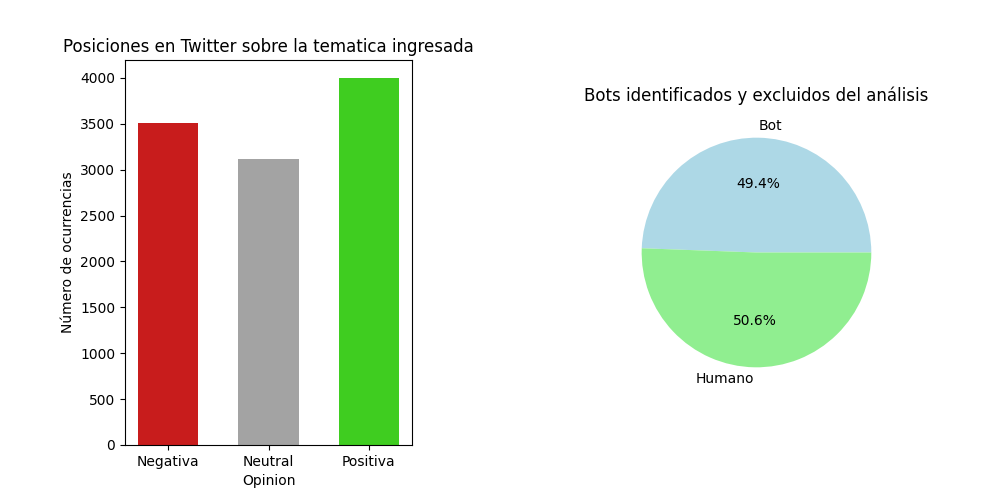 Posiciones en Twitter sobre la tematica ingresada
Número de ocurrencias
4000
3500
3000
2500
2000
1500
1000
500
0
Negativa
Neutral
Positiva
Opinion
Bots identificados y excluidos del análisis
Bot
49.4%
50.6%
Humano